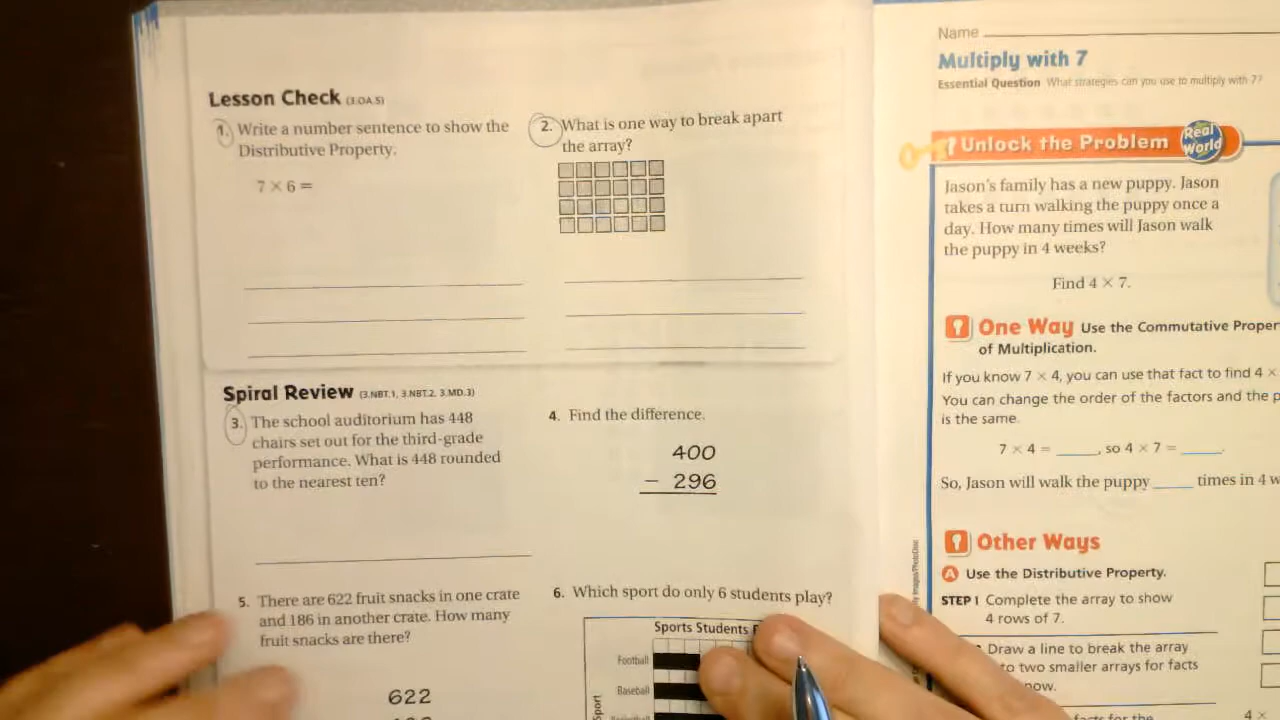 Lesson Check (3.OA.5)
1. Write a number sentence to show the
Distributive Property.
7 × 6 =
2. What is one way to break apart
the array?
Spiral Review (3.NBT.1, 3.NBT.2, 3.MD.3)
3. The school auditorium has 448
chairs set out for the third-grade
performance. What is 448 rounded
to the nearest ten?
4. Find the difference.
400
− 296
5. There are 622 fruit snacks in one crate
and 186 in another crate. How many
fruit snacks are there?
622
6. Which sport do only 6 students play?
Sports Students
Football
Baseball
Name
Multiply with 7
Essential Question What strategies can you use to multiply with 7?
Unlock the Problem Real
World
Jason's family has a new puppy. Jason
takes a turn walking the puppy once a
day. How many times will Jason walk
the puppy in 4 weeks?
Find 4 × 7.
One Way Use the Commutative
of Multiplication.
If you know 7 × 4, you can use that fact to find 4 ×
You can change the order of the factors and the
is the same.
7 × 4 = _____, so 4 × 7 = _____.
So, Jason will walk the puppy _____ times in 4
Other Ways
A Use the Distributive Property.
STEP 1 Complete the array to show
4 rows of 7.
Draw a line to break the array
two smaller arrays for facts
for the
4 ×